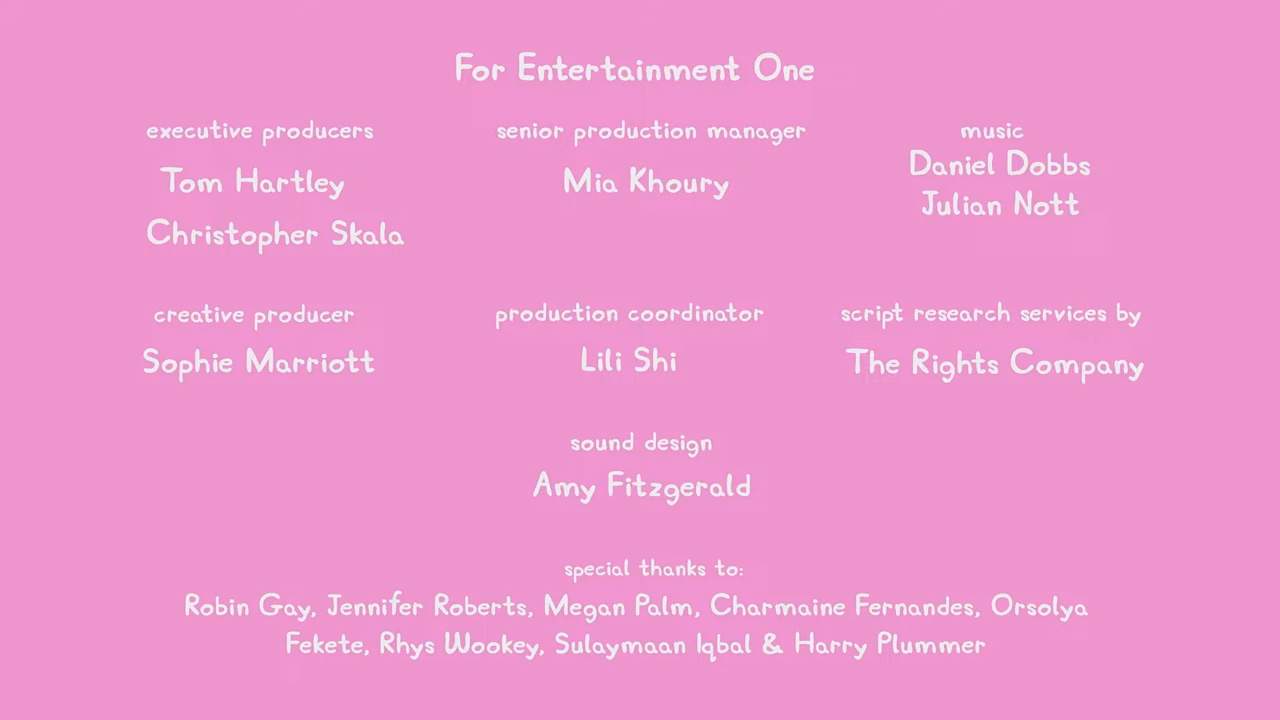 For Entertainment One
executive producers
Tom Hartley
Christopher Skala
senior production manager
Mia Khoury
music
Daniel Dobbs
Julian Nott
creative producer
Sophie Marriott
production coordinator
Lili Shi
script research services by
The Rights Company
sound design
Amy Fitzgerald
special thanks to:
Robin Gay, Jennifer Roberts, Megan Palm, Charmaine Fernandes, Orsolya
Fekete, Rhys Wookey, Sulaymaan Iqbal & Harry Plummer